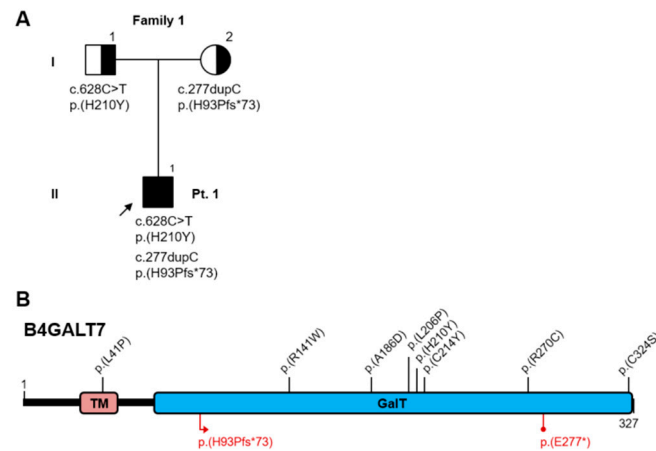 A
Family 1
I
1
2
c.628C>T
p.(H210Y)
c.277dupC
p.(H93Pfs*73)
II
1
Pt. 1
c.628C>T
p.(H210Y)
c.277dupC
p.(H93Pfs*73)
B
B4GALT7
p.(L41P)
p.(R141W)
p.(A186D)
p.(L206P)
p.(H210Y)
p.(C214Y)
p.(R270C)
p.(C324S)
1
TM
GalT
327
p.(H93Pfs*73)
p.(E277*)